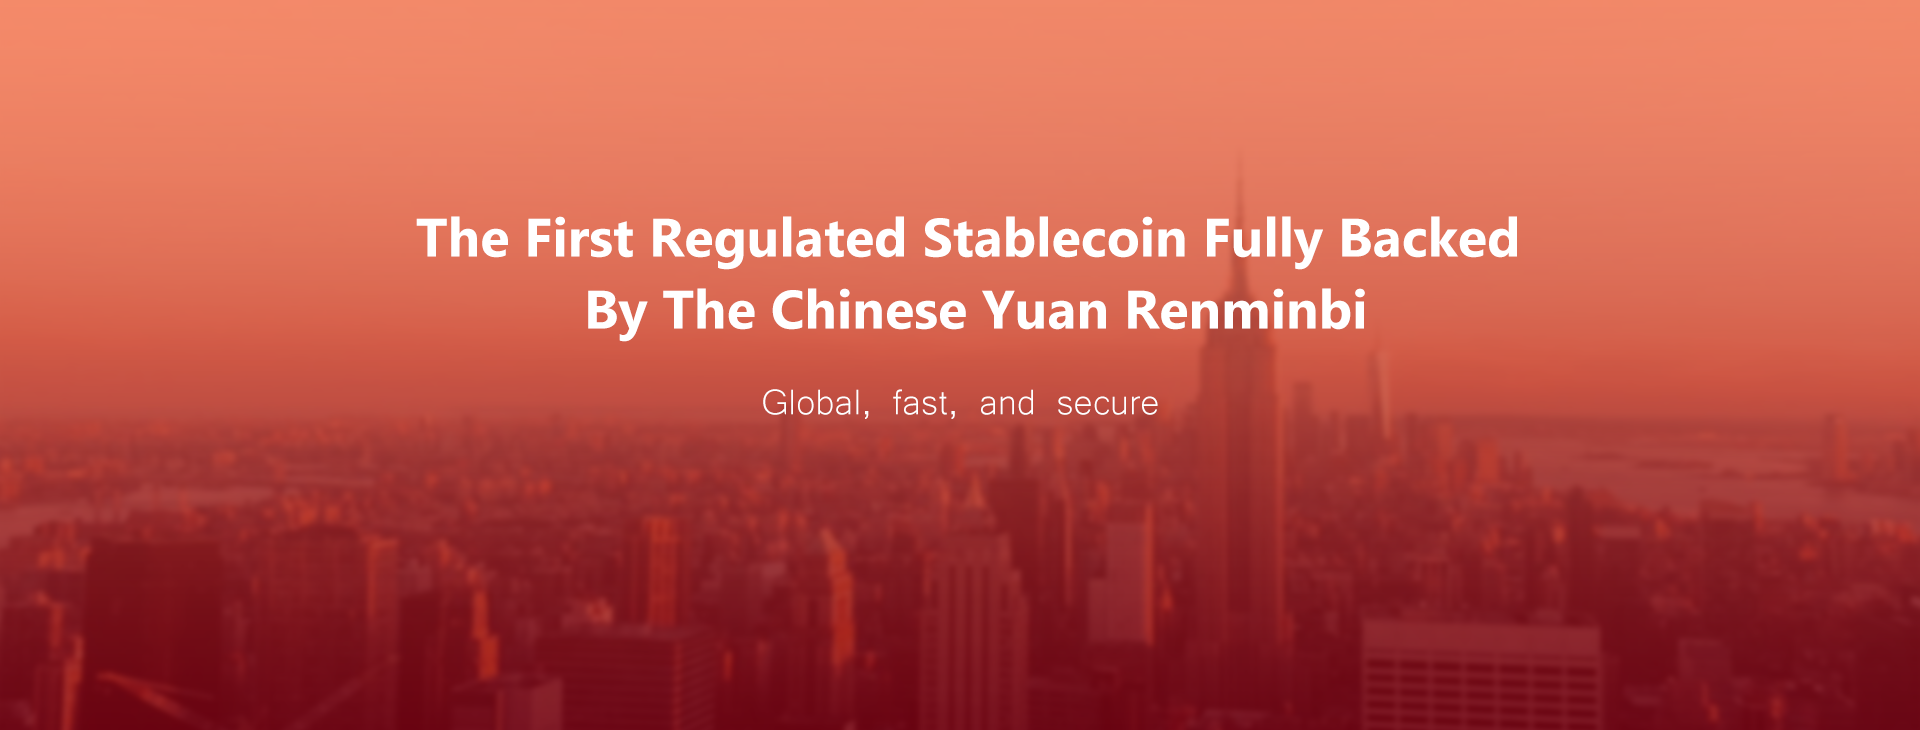 The First Regulated Stablecoin Fully Backed
By The Chinese Yuan Renminbi
Global, fast, and secure